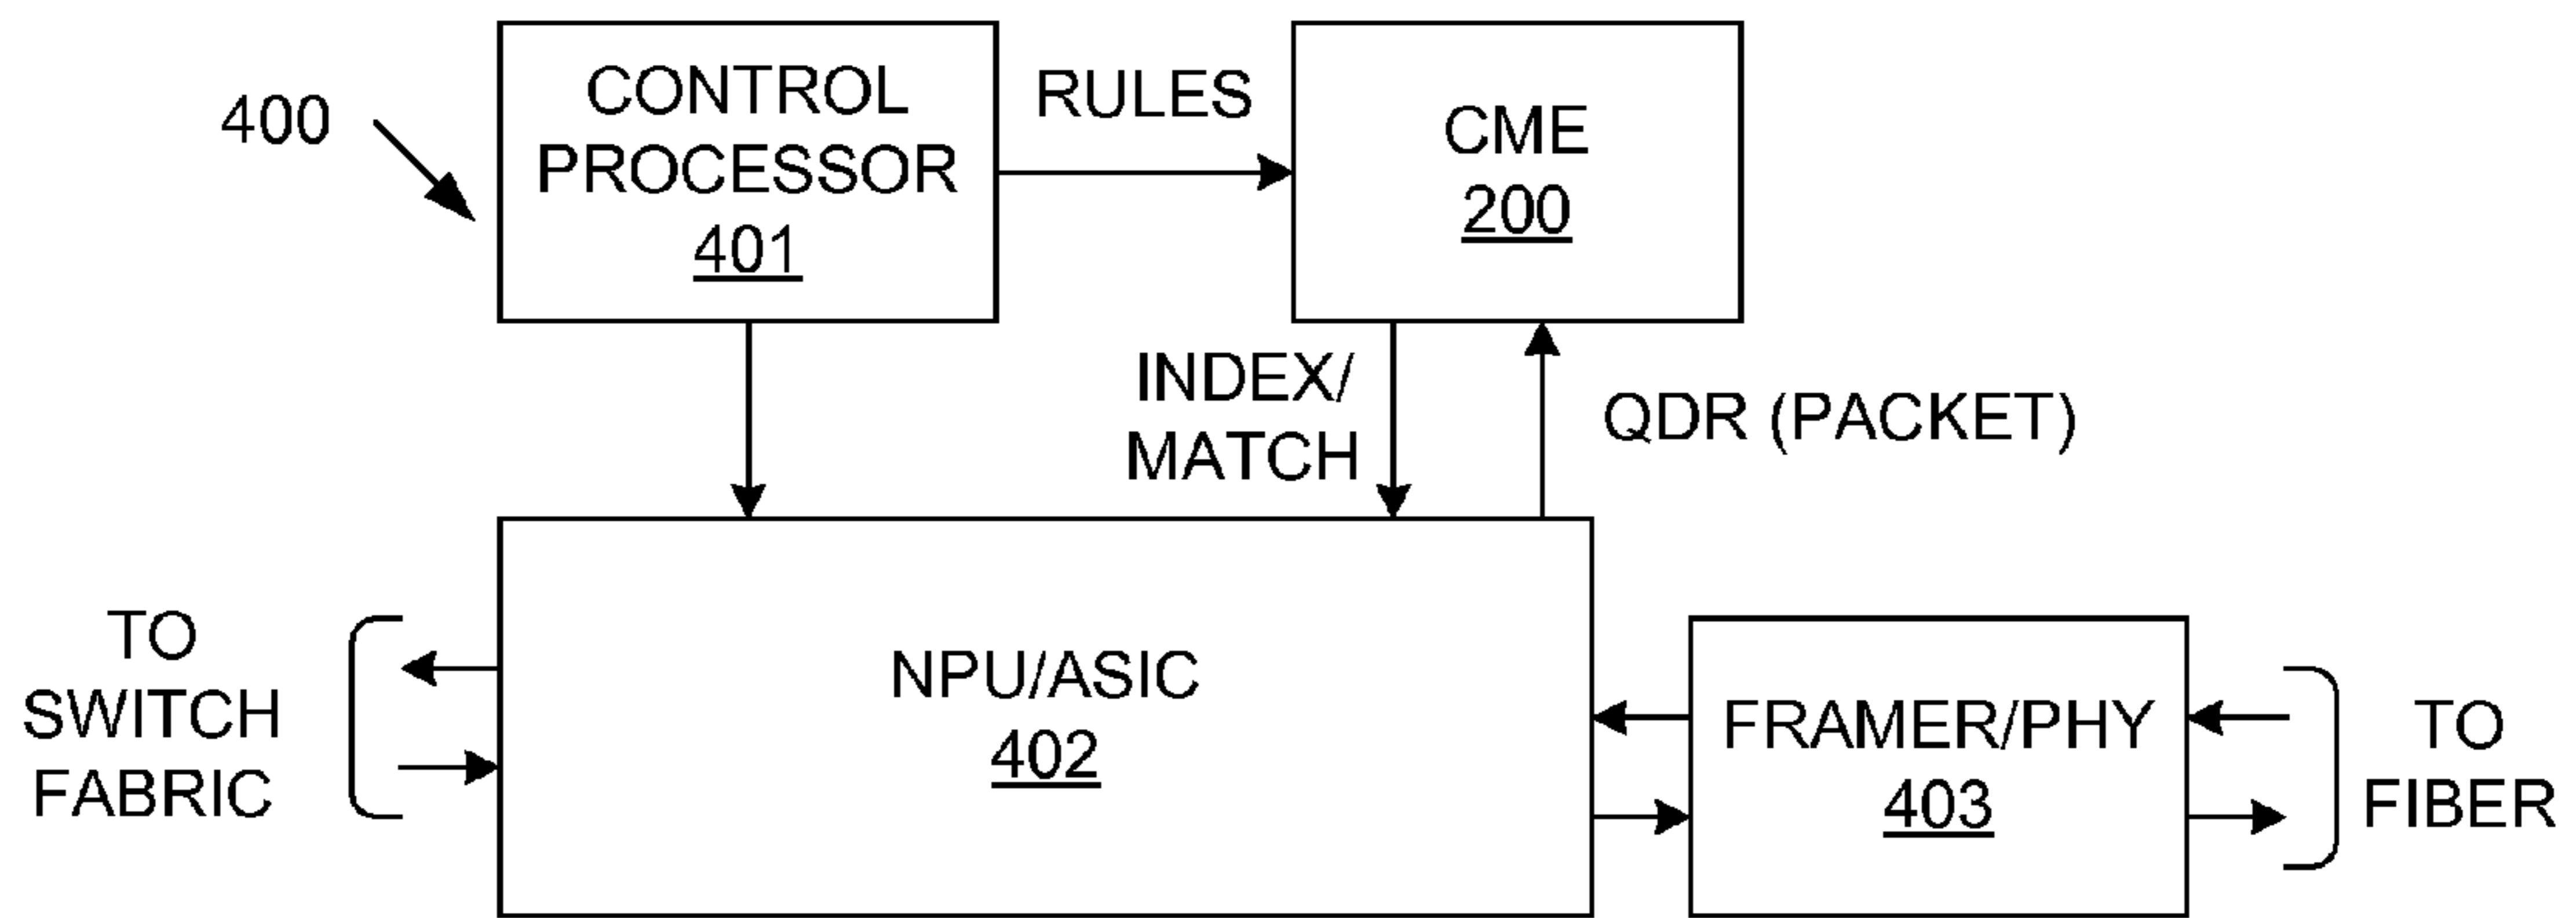 400
CONTROL
PROCESSOR
401
RULES
CME
200
INDEX/
MATCH
QDR (PACKET)
TO
SWITCH
FABRIC
NPU/ASIC
402
FRAMER/PHY
403
TO
FIBER